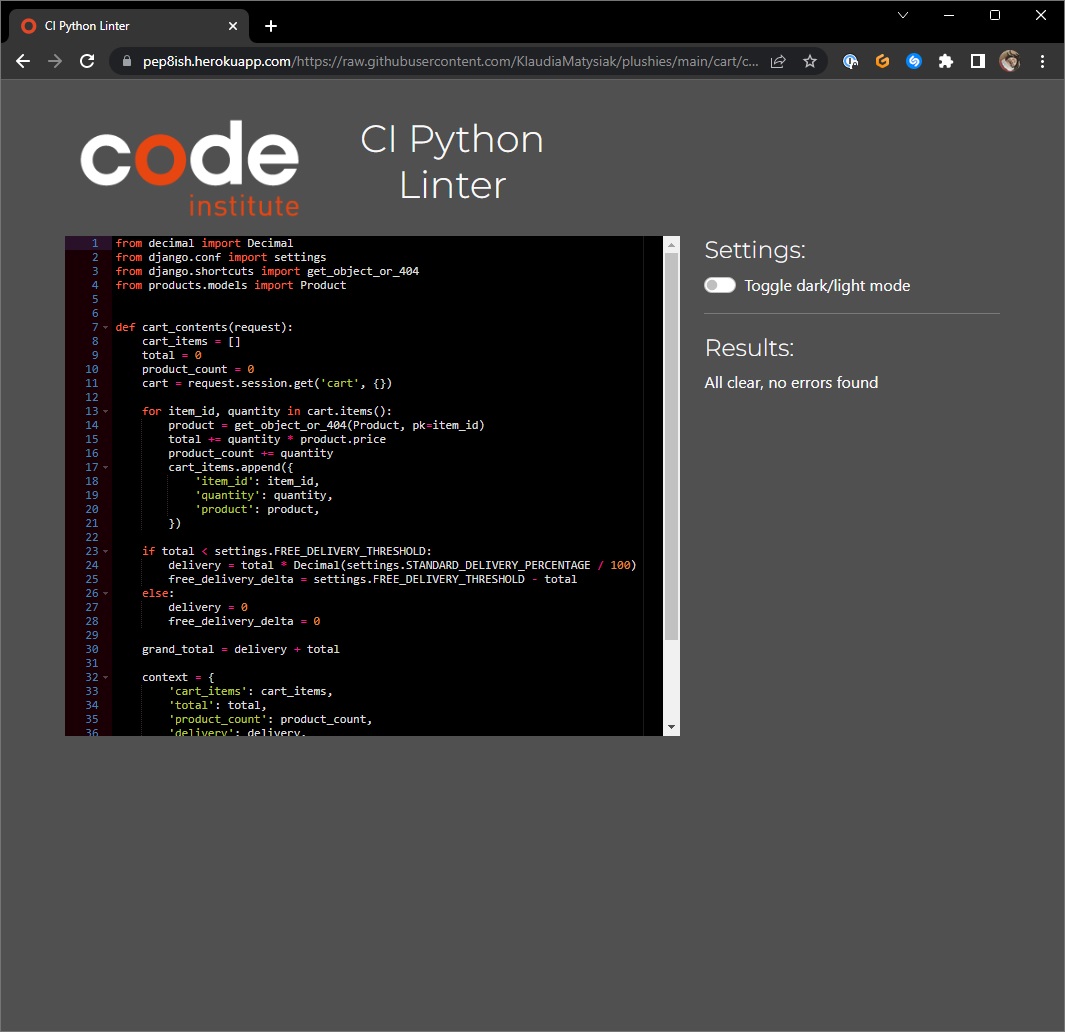 CI Python Linter
pep8ish.herokuapp.com/https://raw.githubusercontent.com/KlaudiaMatysiak/plushies/main/cart/c...
code
institute
CI Python
Linter
1 from decimal import Decimal
2 from django.conf import settings
3 from django.shortcuts import get_object_or_404
4 from products.models import Product
5
6
7 def cart_contents(request):
8     cart_items = []
9     total = 0
10     product_count = 0
11     cart = request.session.get('cart', {})
12
13     for item_id, quantity in cart.items():
14         product = get_object_or_404(Product, pk=item_id)
15         total += quantity * product.price
16         product_count += quantity
17         cart_items.append({
18             'item_id': item_id,
19             'quantity': quantity,
20             'product': product,
21         })
22
23     if total < settings.FREE_DELIVERY_THRESHOLD:
24         delivery = total * Decimal(settings.STANDARD_DELIVERY_PERCENTAGE / 100)
25         free_delivery_delta = settings.FREE_DELIVERY_THRESHOLD - total
26     else:
27         delivery = 0
28         free_delivery_delta = 0
29
30     grand_total = delivery + total
31
32     context = {
33         'cart_items': cart_items,
34         'total': total,
35         'product_count': product_count,
36         'delivery': delivery,
Settings:
Toggle dark/light mode
Results:
All clear, no errors found